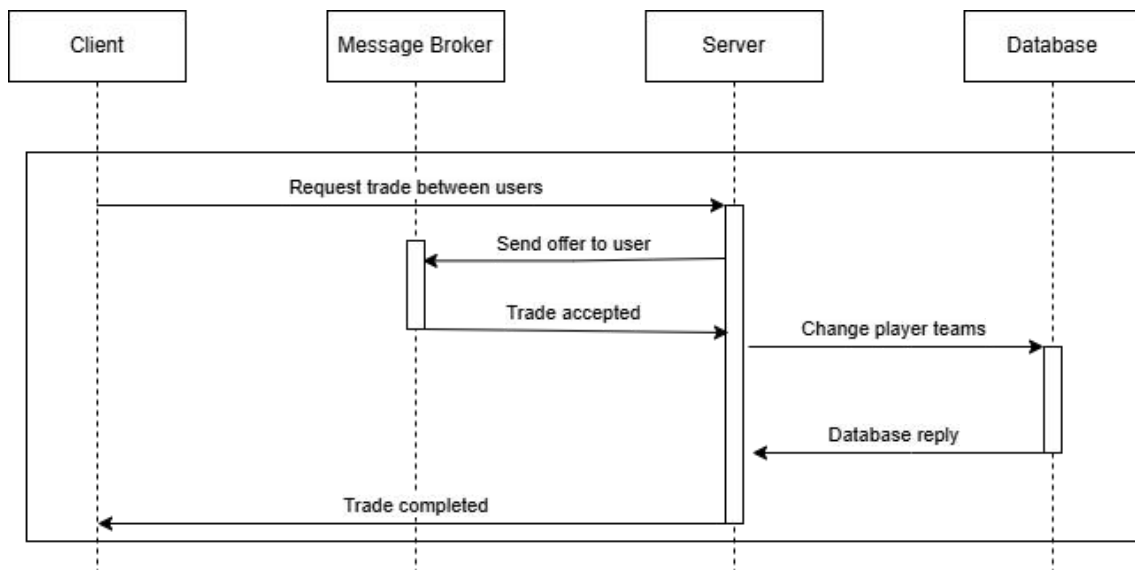 Client
Message Broker
Server
Database
Request trade between users
Send offer to user
Trade accepted
Change player teams
Database reply
Trade completed